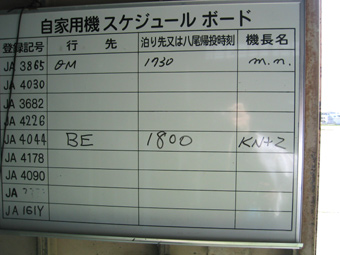 自家用機 スケジュール ボード
登録記号 行先 泊り先又は八尾帰投時刻 機長名
JA 3865 OM 1730 m.n.
JA 4030
JA 3682
JA 4226
JA 4044 BE 1800 KN+2
JA 4178
JA 4090
JA
JA 161Y